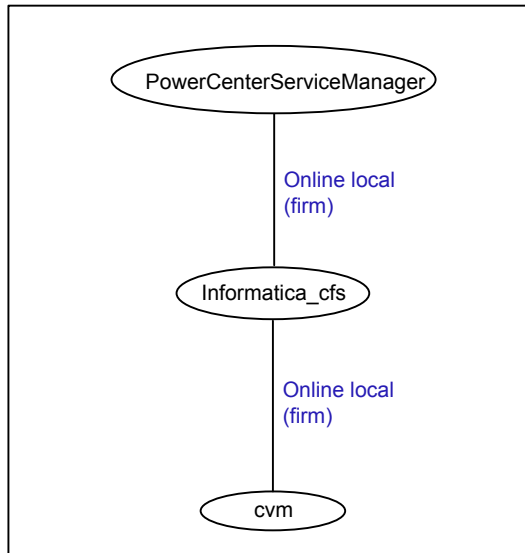 PowerCenterServiceManager
Online local
(firm)
Informatica_cfs
Online local
(firm)
cvm